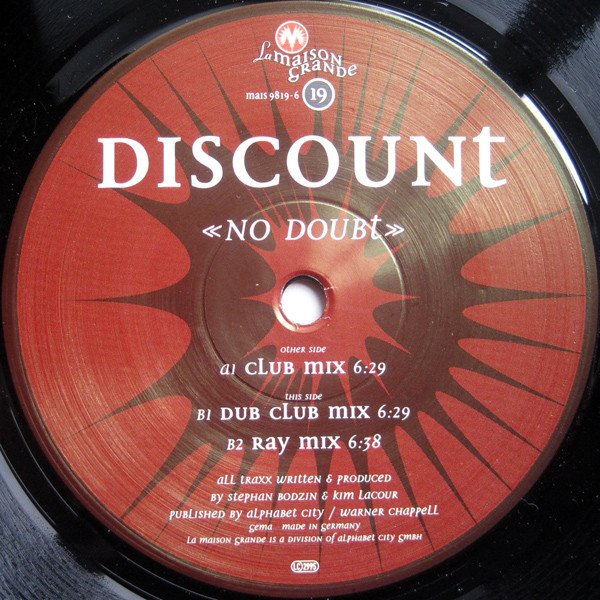 La maison
grande
mais 9819-6 19
DISCOUNt
«NO DOUBt»
OTHER SIDE
A1 CLUB MIX 6:29
THIS SIDE
B1 DUB CLUB MIX 6:29
B2 RAY MIX 6:38
ALL TRAXX WRITTEN & PRODUCED
BY STEPHAN BODZIN & KIM LACOUR
PUBLISHED BY ALPHABET CITY / WARNER CHAPPELL
GEMA MADE IN GERMANY
LA MAISON GRANDE IS A DIVISION OF ALPHABET CITY GMBH
LC 2995